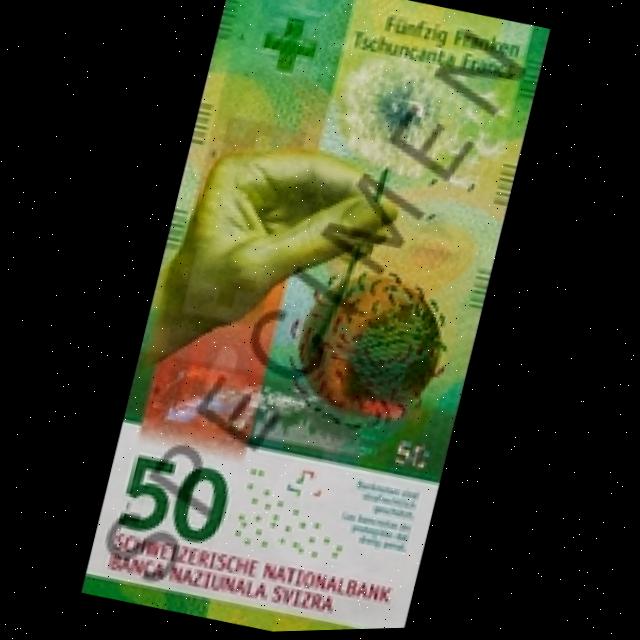 Fünfzig Franken
Tschuncanta Francs
SPECIMEN
50
50
SCHWEIZERISCHE NATIONALBANK
BANCA NAZIUNALA SVIZRA